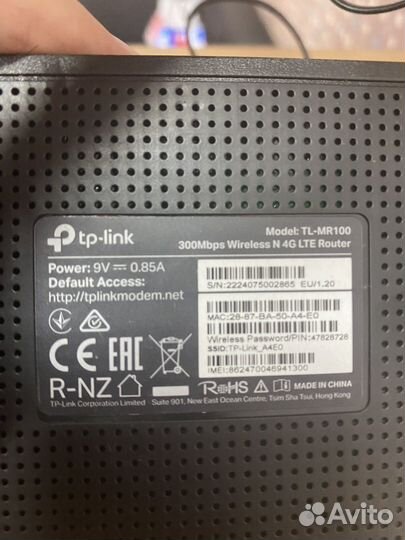 tp-link
Model: TL-MR100
300Mbps Wireless N 4G LTE Router
Power: 9V 0.85A
Default Access:
http://tplinkmodem.net
S/N:2224075002865 EU/1.20
MAC:28-87-BA-50-A4-E0
Wireless Password/PIN:47828728
SSID:TP-Link_A4E0
IMEI:862470046941300
CE EAC
R-NZ
RoHS
MADE IN CHINA
TP-Link Corporation Limited Suite 901, New East Ocean Centre, Tsim Sha Tsui, Hong Kong
Avito